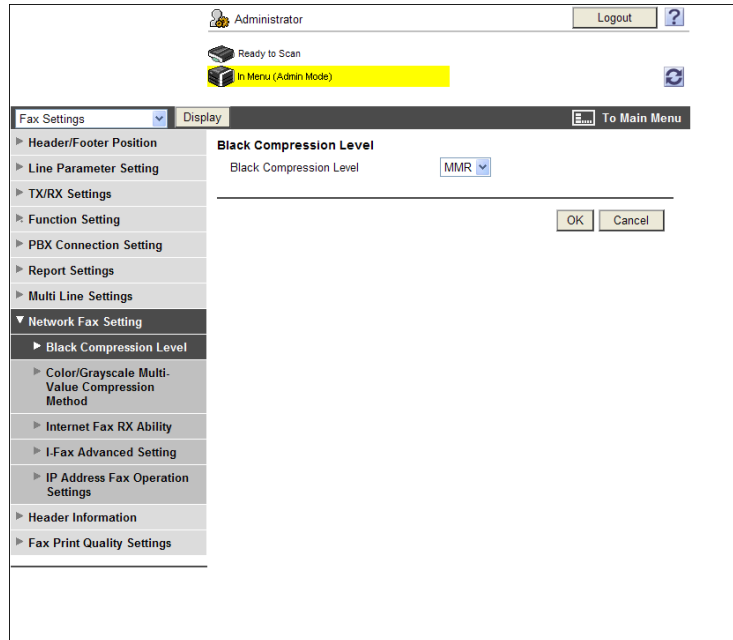 Administrator
Logout
?
Ready to Scan
In Menu (Admin Mode)
Fax Settings
Display
To Main Menu
Header/Footer Position
Line Parameter Setting
TX/RX Settings
Function Setting
PBX Connection Setting
Report Settings
Multi Line Settings
Network Fax Setting
Black Compression Level
Color/Grayscale Multi-
Value Compression
Method
Internet Fax RX Ability
I-Fax Advanced Setting
IP Address Fax Operation
Settings
Header Information
Fax Print Quality Settings
Black Compression Level
Black Compression Level
MMR
OK
Cancel